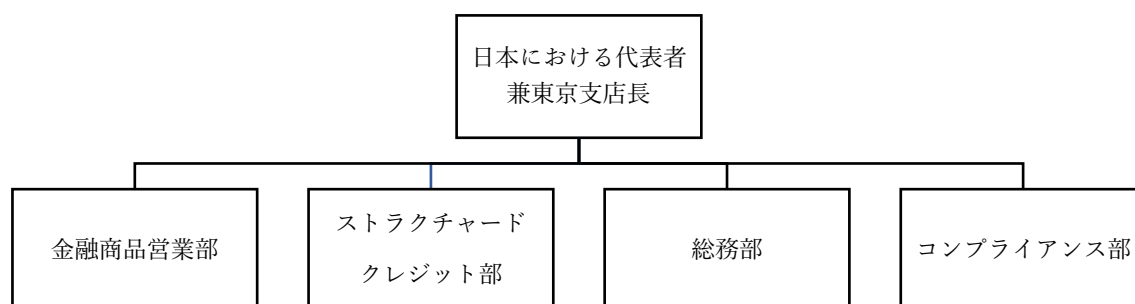 日本における代表者
兼東京支店長
金融商品営業部
ストラクチャード
クレジット部
総務部
コンプライアンス部